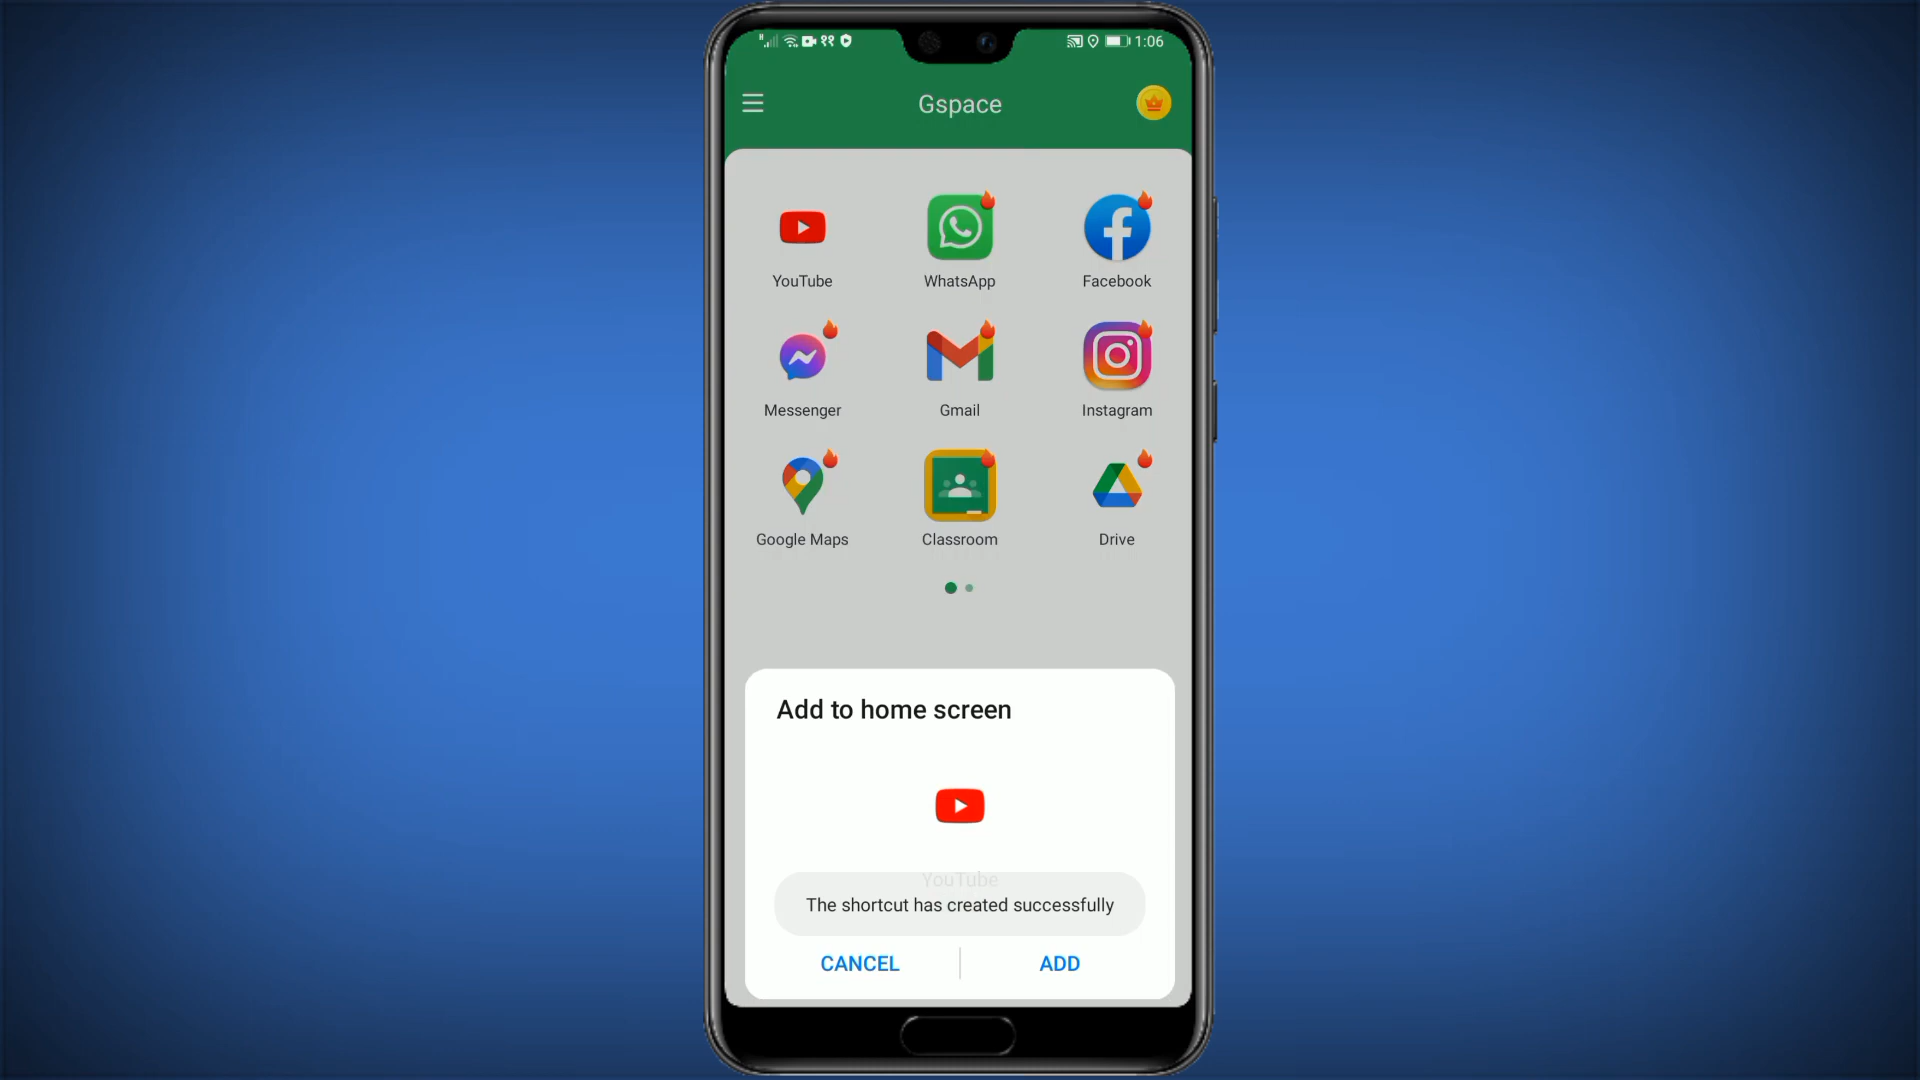 1:06
Gspace
YouTube WhatsApp Facebook
Messenger Gmail Instagram
Google Maps Classroom Drive
Add to home screen
YouTube
The shortcut has created successfully
CANCEL ADD